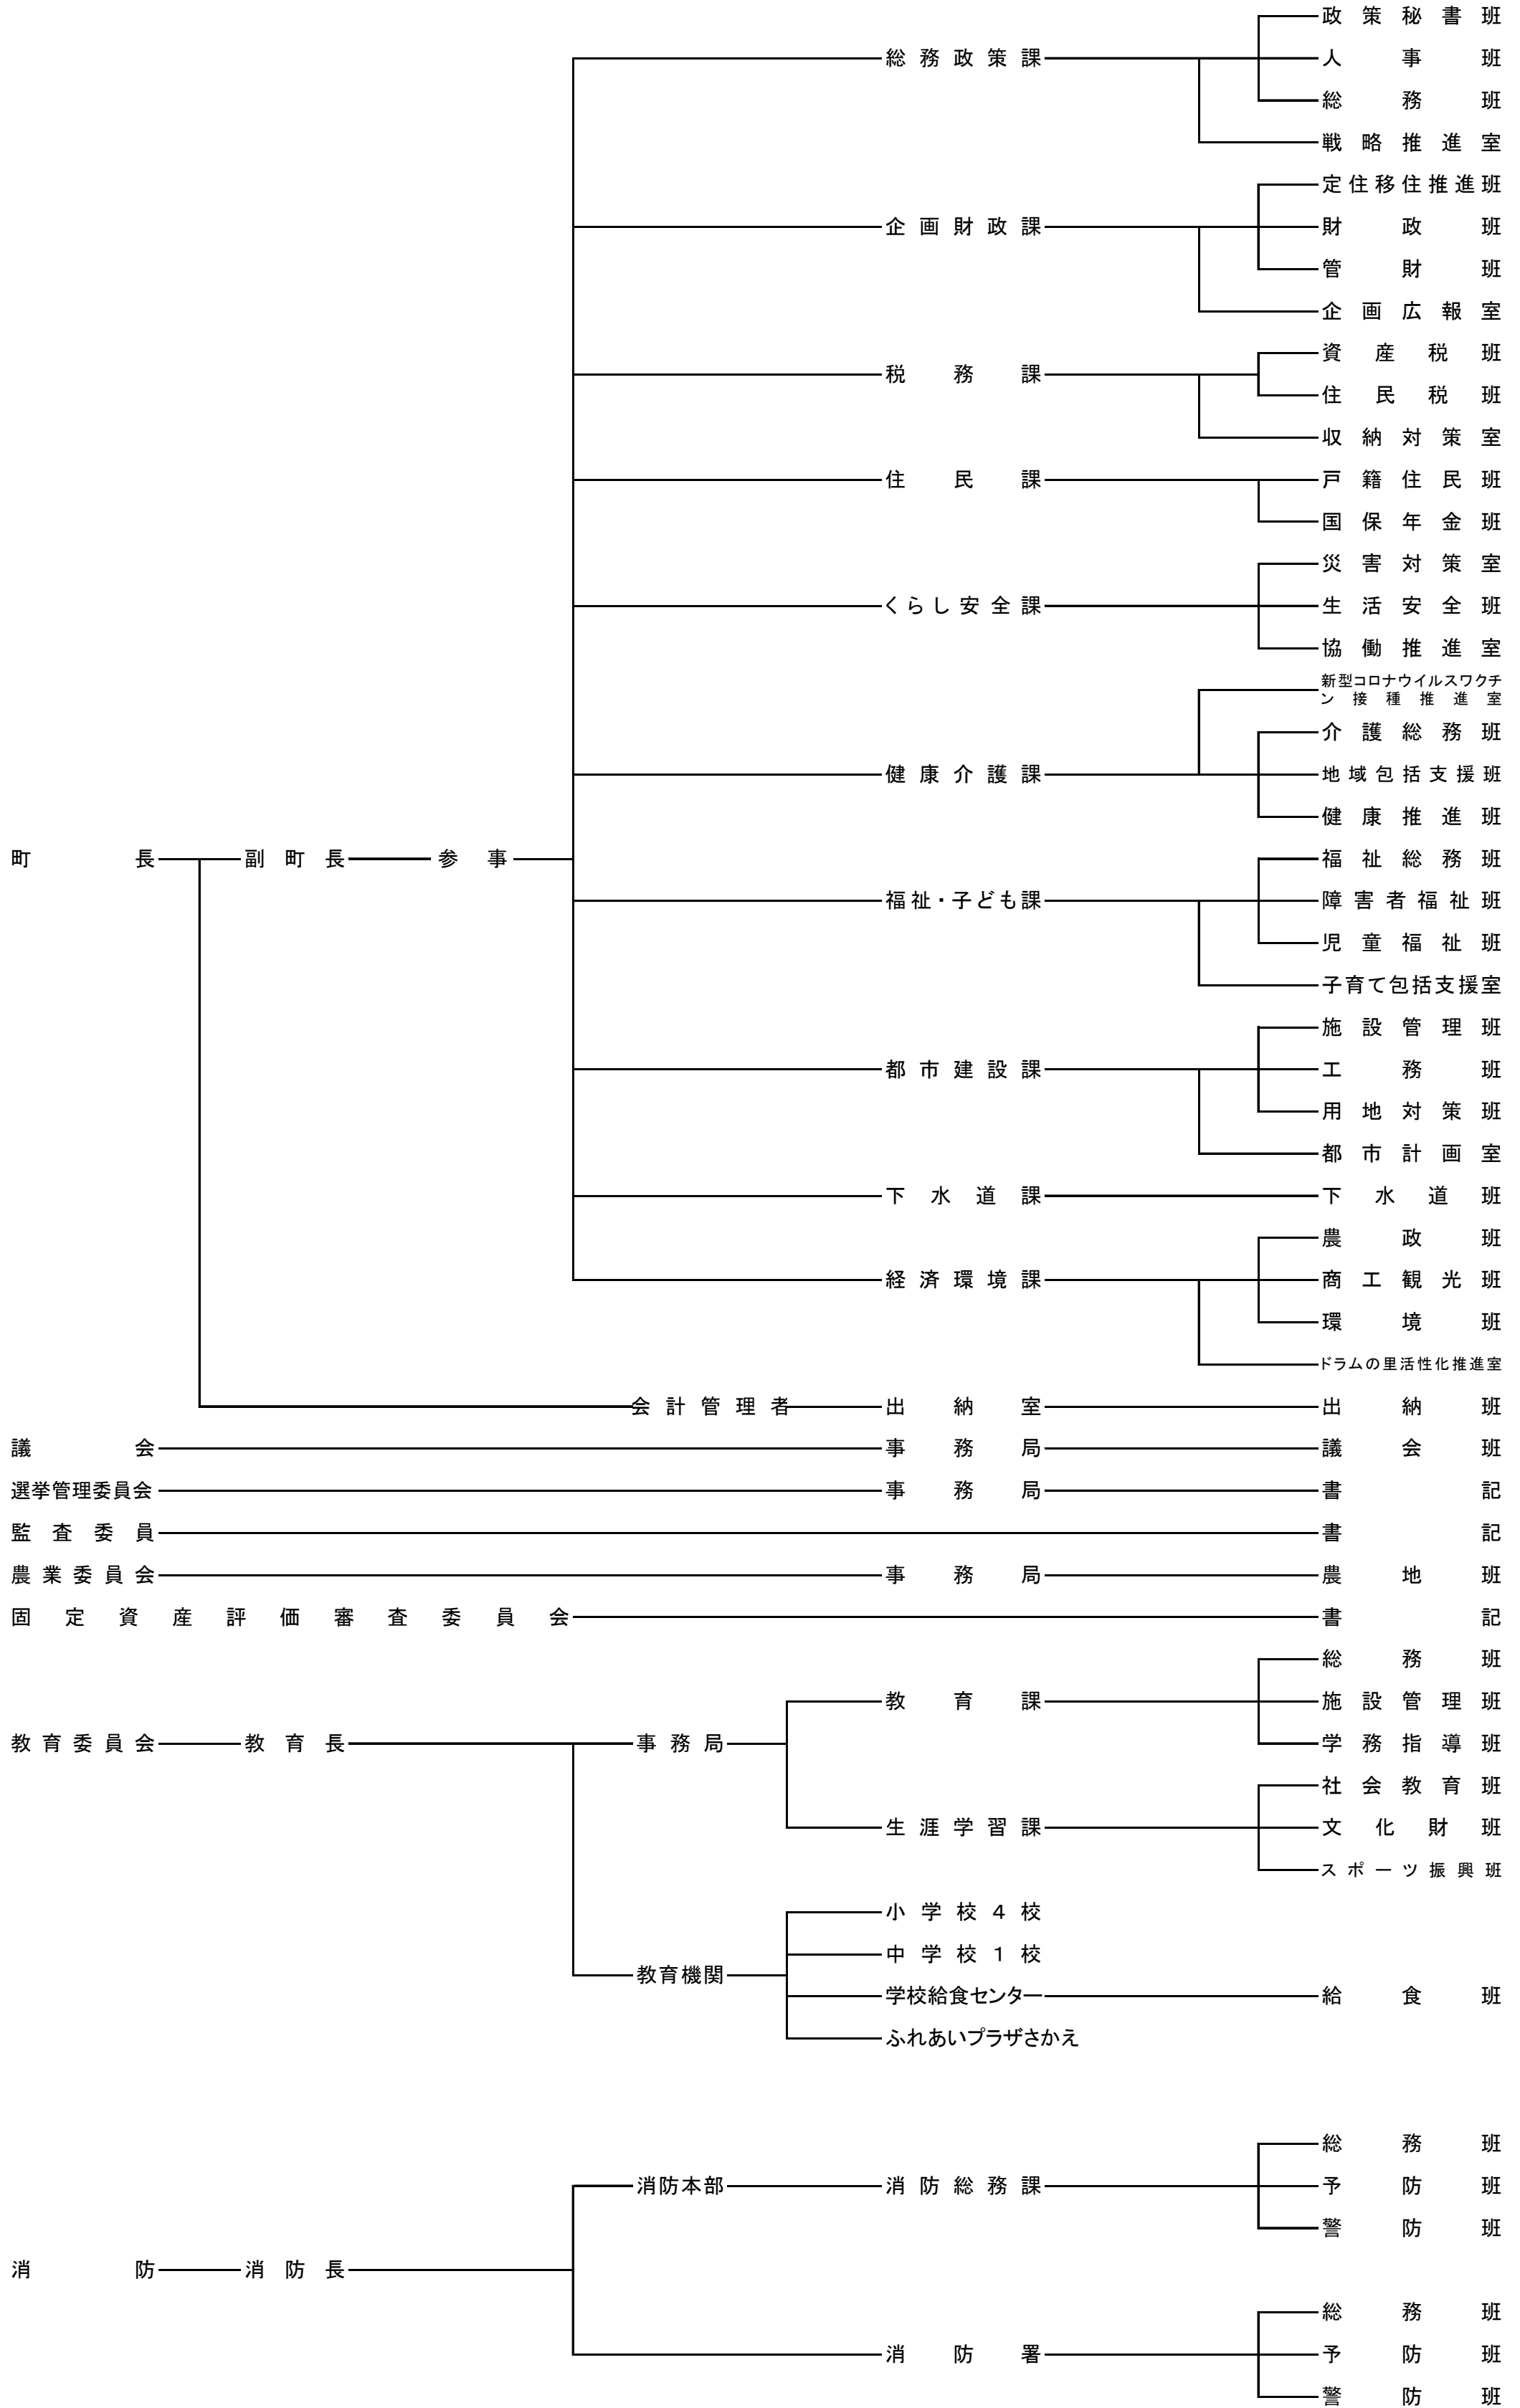 政策秘書班
総務政策課 人事班
総務班
戦略推進室
定住移住推進班
企画財政課 財政班
管財班
企画広報室
資産税班
税務課
住民税班
収納対策室
住民課 戸籍住民班
国保年金班
災害対策室
くらし安全課 生活安全班
協働推進室
新型コロナウイルスワクチ
ン接種推進室
介護総務班
健康介護課 地域包括支援班
健康推進班
町長 副町長 参事 福祉総務班
福祉・子ども課 障害者福祉班
児童福祉班
子育て包括支援室
施設管理班
都市建設課 工務班
用地対策班
都市計画室
下水道課 下水道班
農政班
経済環境課 商工観光班
環境班
ドラムの里活性化推進室
会計管理者 出納室 出納班
議会 事務局 議会班
選挙管理委員会 事務局 書記
監査委員 書記
農業委員会 事務局 農地班
固定資産評価審査委員会 書記
総務班
教育課 施設管理班
教育委員会 教育長 事務局 学務指導班
社会教育班
生涯学習課 文化財班
スポーツ振興班
小学校4校
中学校1校
教育機関
学校給食センター 給食班
ふれあいプラザさかえ
総務班
消防本部 消防総務課 予防班
警防班
消防 消防長
総務班
消防署 予防班
警防班